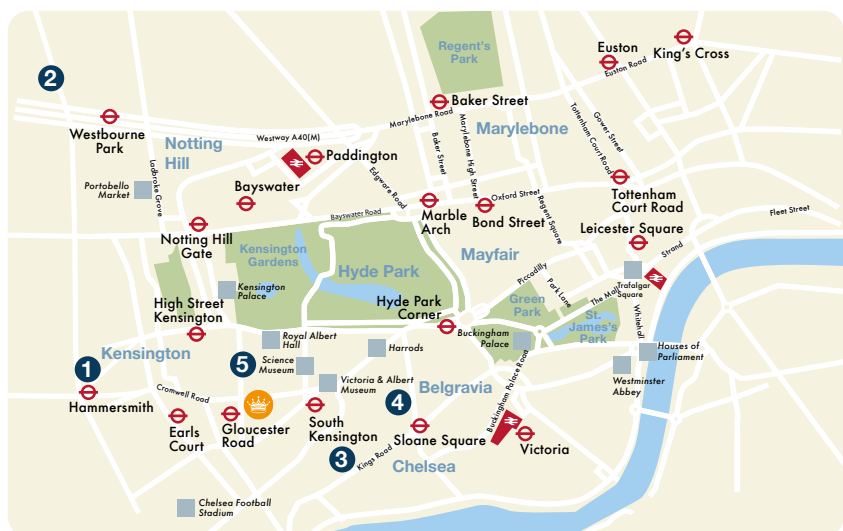 Regent's
Park
Euston
King's Cross
Euston Road
2
Baker Street
Marylebone Road
Marylebone
Westbourne
Park
Notting
Hill
Westway A40(M)
Paddington
Baker Street
Marylebone High Street
Tottenham Court Road
Gower Street
Portobello
Market
Ladbroke Grove
Bayswater
Edgware Road
Tottenham
Court Road
Oxford Street
Marble
Arch
Bond Street
Regent Square
Bayswater Road
Fleet Street
Leicester Square
Notting Hill
Gate
Kensington
Gardens
Hyde Park
Mayfair
Strand
Piccadilly
Park Lane
Trafalgar
Square
Kensington
Palace
The Mall
Green
Park
High Street
Kensington
Hyde Park
Corner
St.
James's
Park
Whitehall
Royal Albert
Hall
Harrods
Buckingham
Palace
Houses of
Parliament
Kensington
5
Science
Museum
1
Victoria & Albert
Museum
Belgravia
Buckingham Palace Road
Westminster
Abbey
Cromwell Road
4
Hammersmith
Earls
Court
Gloucester
Road
South
Kensington
Sloane Square
Victoria
3
Kings Road
Chelsea
Chelsea Football
Stadium